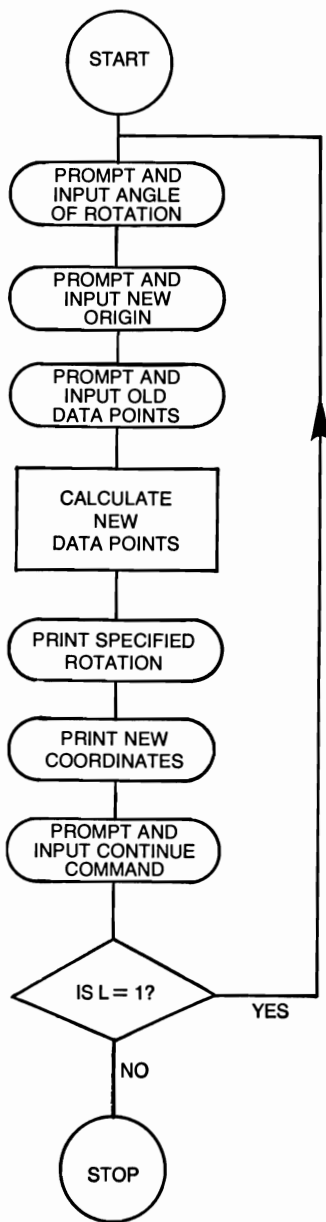 START
PROMPT AND
INPUT ANGLE
OF ROTATION
PROMPT AND
INPUT NEW
ORIGIN
PROMPT AND
INPUT OLD
DATA POINTS
CALCULATE
NEW
DATA POINTS
PRINT SPECIFIED
ROTATION
PRINT NEW
COORDINATES
PROMPT AND
INPUT CONTINUE
COMMAND
IS L = 1?
YES
NO
STOP